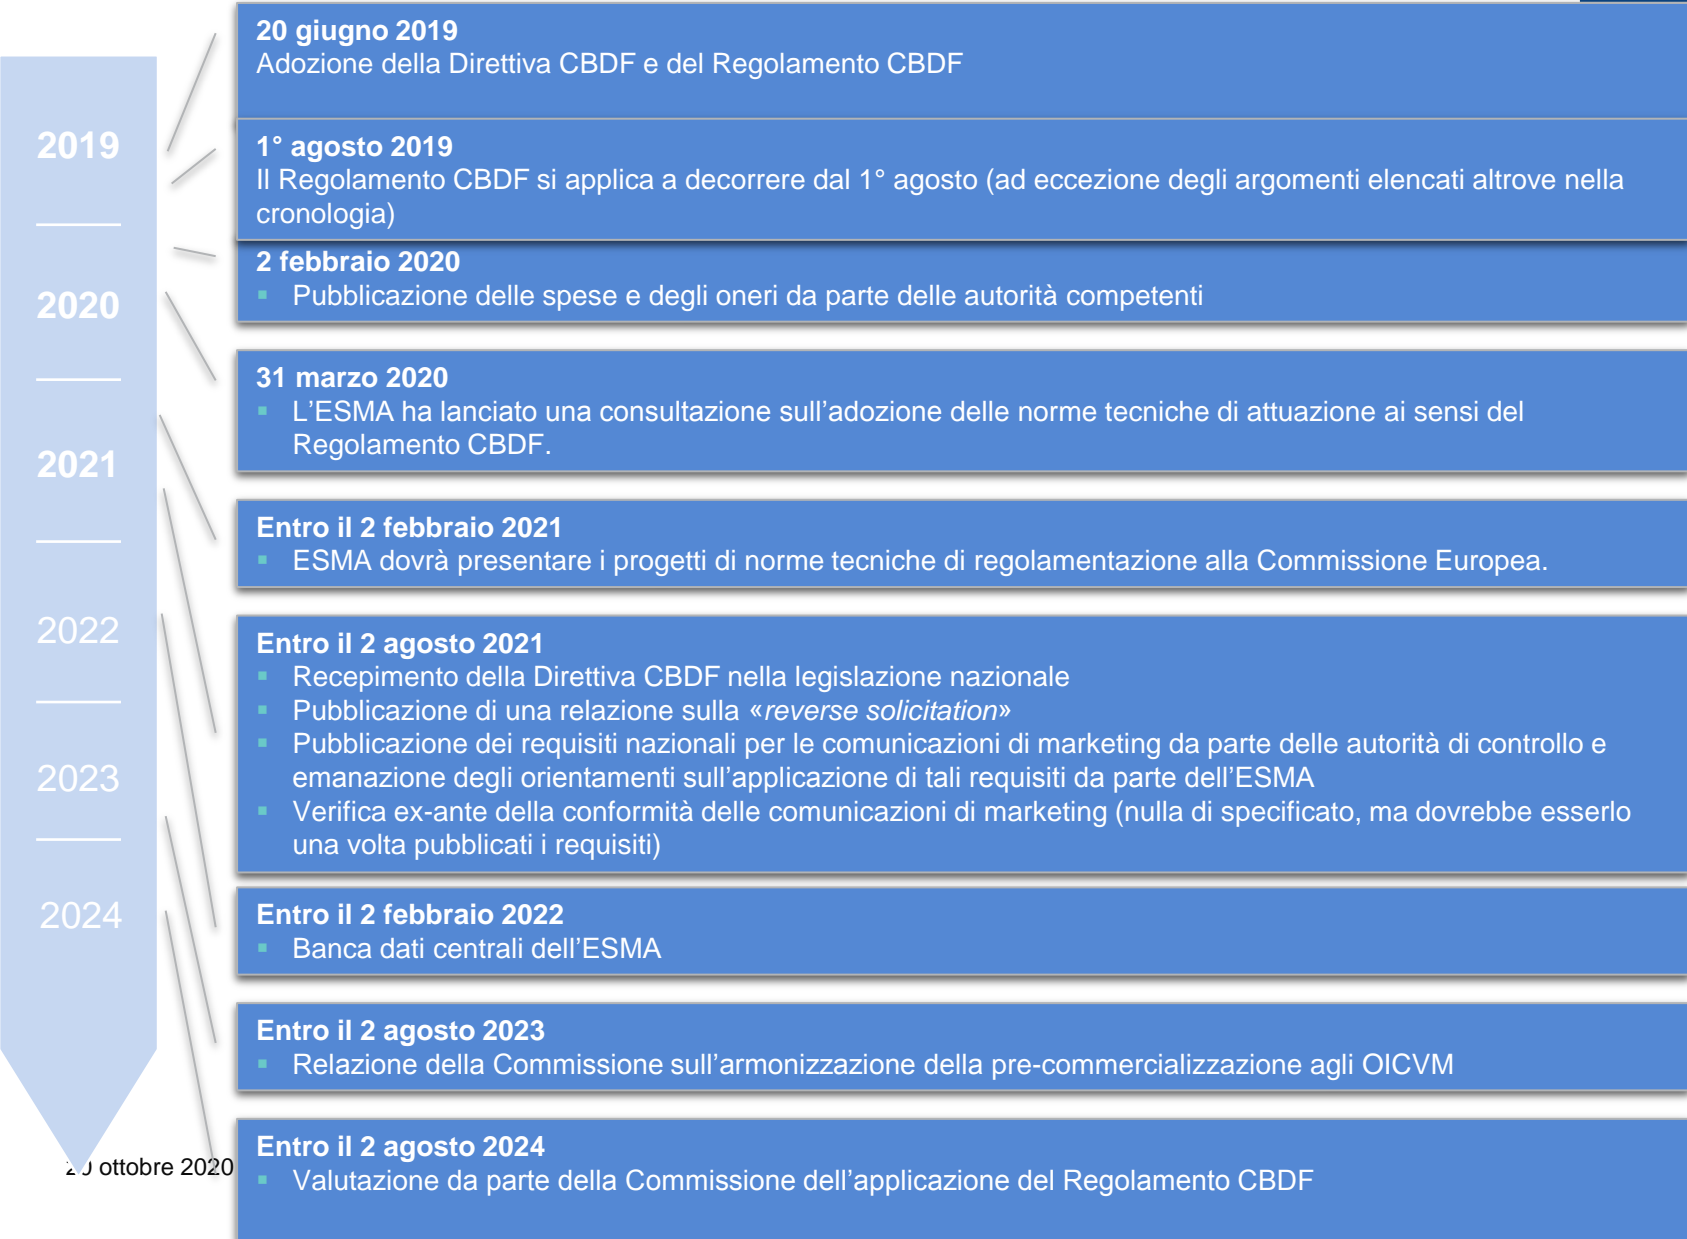 2019
2020
2021
2022
2023
2024
20 giugno 2019
Adozione della Direttiva CBDF e del Regolamento CBDF
1° agosto 2019
Il Regolamento CBDF si applica a decorrere dal 1° agosto (ad eccezione degli argomenti elencati altrove nella
cronologia)
2 febbraio 2020
▪ Pubblicazione delle spese e degli oneri da parte delle autorità competenti
31 marzo 2020
▪ L’ESMA ha lanciato una consultazione sull’adozione delle norme tecniche di attuazione ai sensi del
Regolamento CBDF.
Entro il 2 febbraio 2021
▪ ESMA dovrà presentare i progetti di norme tecniche di regolamentazione alla Commissione Europea.
Entro il 2 agosto 2021
▪ Recepimento della Direttiva CBDF nella legislazione nazionale
▪ Pubblicazione di una relazione sulla «reverse solicitation»
▪ Pubblicazione dei requisiti nazionali per le comunicazioni di marketing da parte delle autorità di controllo e
emanazione degli orientamenti sull’applicazione di tali requisiti da parte dell’ESMA
▪ Verifica ex-ante della conformità delle comunicazioni di marketing (nulla di specificato, ma dovrebbe esserlo
una volta pubblicati i requisiti)
Entro il 2 febbraio 2022
▪ Banca dati centrali dell’ESMA
Entro il 2 agosto 2023
▪ Relazione della Commissione sull’armonizzazione della pre-commercializzazione agli OICVM
Entro il 2 agosto 2024
▪ Valutazione da parte della Commissione dell’applicazione del Regolamento CBDF
20 ottobre 2020